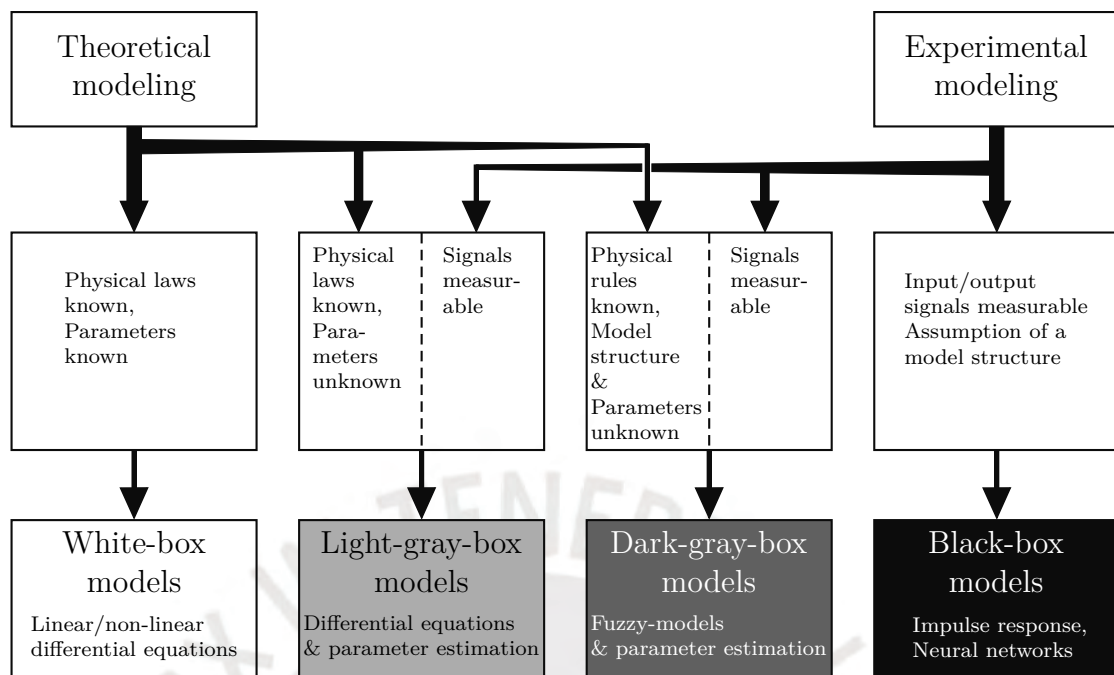 Theoretical
modeling
Experimental
modeling
Physical laws
known,
Parameters
known
Physical
laws
known,
Para-
meters
unknown
Signals
measur-
able
Physical
rules
known,
Model
structure
&
Parameters
unknown
Signals
measur-
able
Input/output
signals measurable
Assumption of a
model structure
White-box
models
Linear/non-linear
differential equations
Light-gray-box
models
Differential equations
& parameter estimation
Dark-gray-box
models
Fuzzy-models
& parameter estimation
Black-box
models
Impulse response,
Neural networks